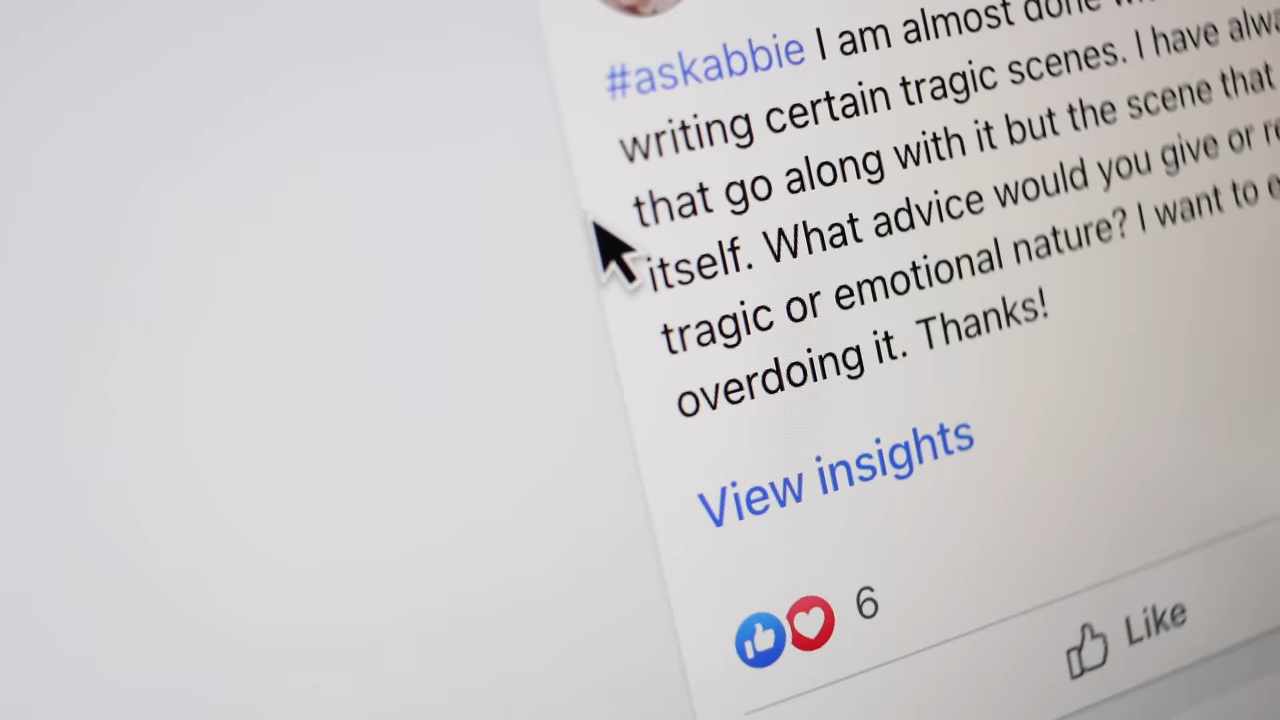 #askabbie I am almost done
writing certain tragic scenes. I have
that go along with it but the scene that
itself. What advice would you give or
tragic or emotional nature? I want to
overdoing it. Thanks!
View insights
6
Like